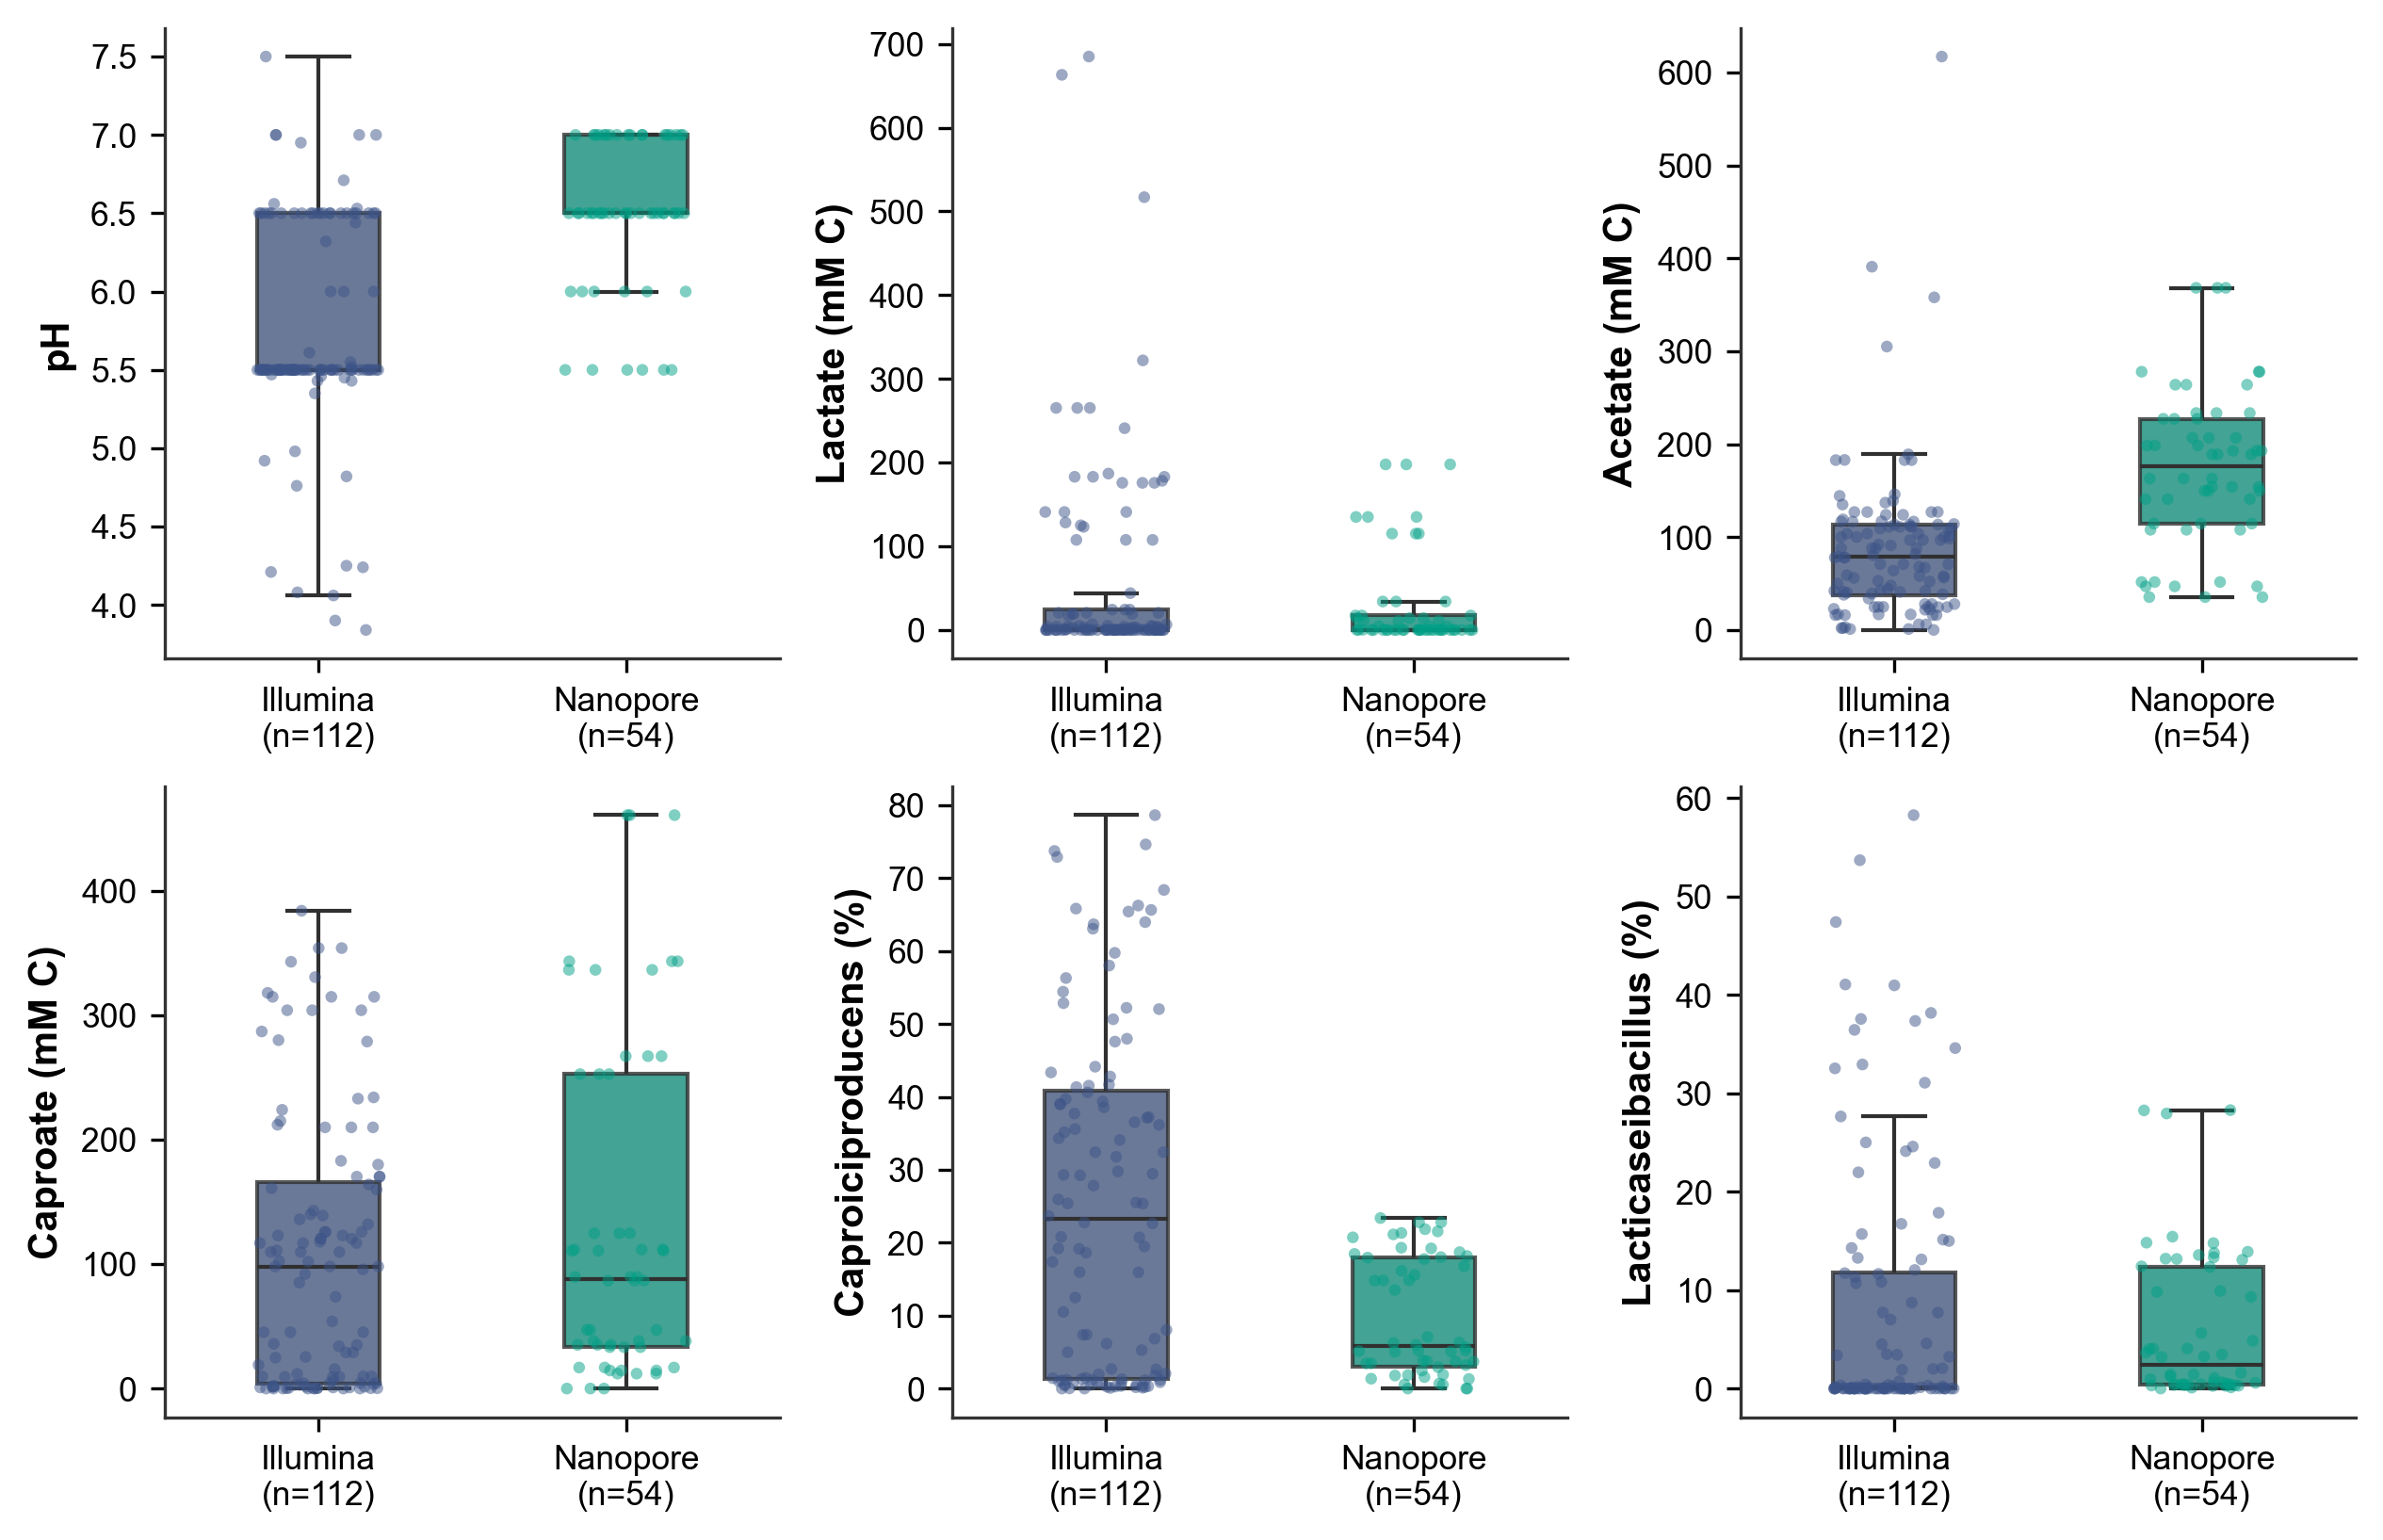 pH
7.5
7.0
6.5
6.0
5.5
5.0
4.5
4.0
Illumina
(n=112)
Nanopore
(n=54)
Lactate (mM C)
700
600
500
400
300
200
100
0
Illumina
(n=112)
Nanopore
(n=54)
Acetate (mM C)
600
500
400
300
200
100
0
Illumina
(n=112)
Nanopore
(n=54)
Caproate (mM C)
400
300
200
100
0
Illumina
(n=112)
Nanopore
(n=54)
Caproiciproducens (%)
80
70
60
50
40
30
20
10
0
Illumina
(n=112)
Nanopore
(n=54)
Lacticaseibacillus (%)
60
50
40
30
20
10
0
Illumina
(n=112)
Nanopore
(n=54)